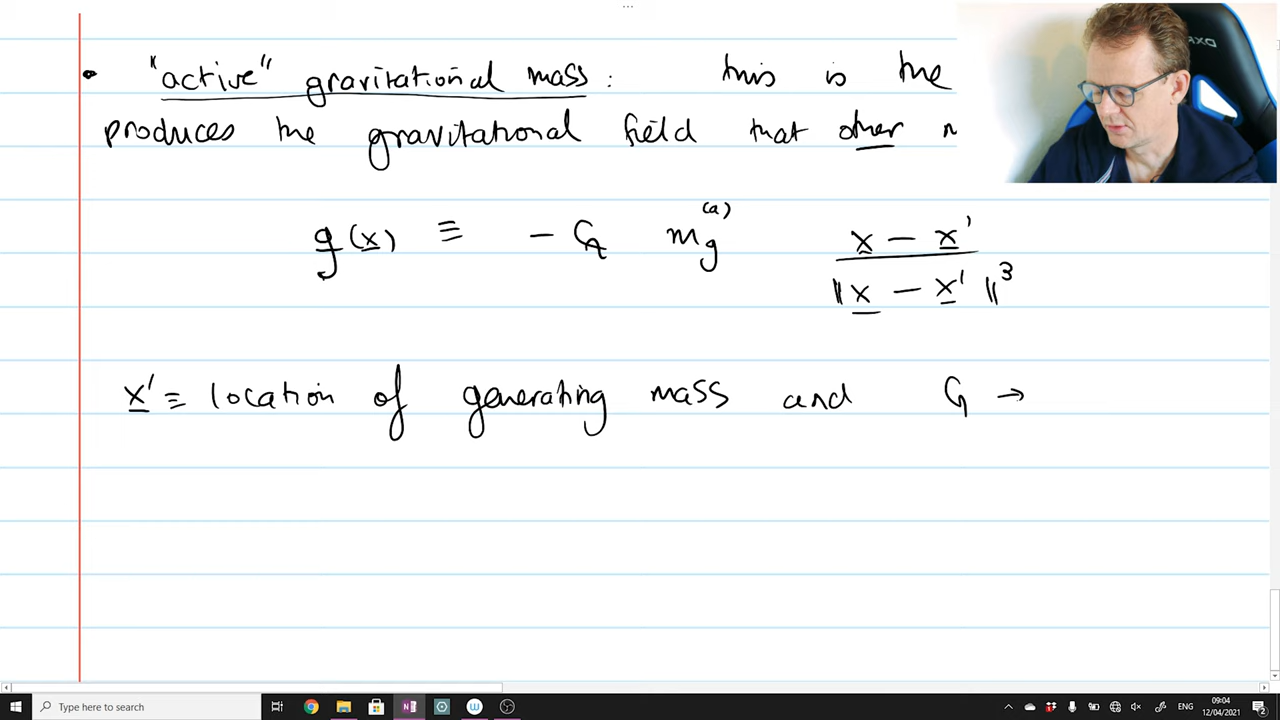 • "active" gravitational mass : this is the
produces the gravitational field that other
g(x) ≡ - G m_g^(a) x - x' / ||x - x'||^3
x' ≡ location of generating mass and G →
Type here to search
ENG
09:04
12/04/2021
2